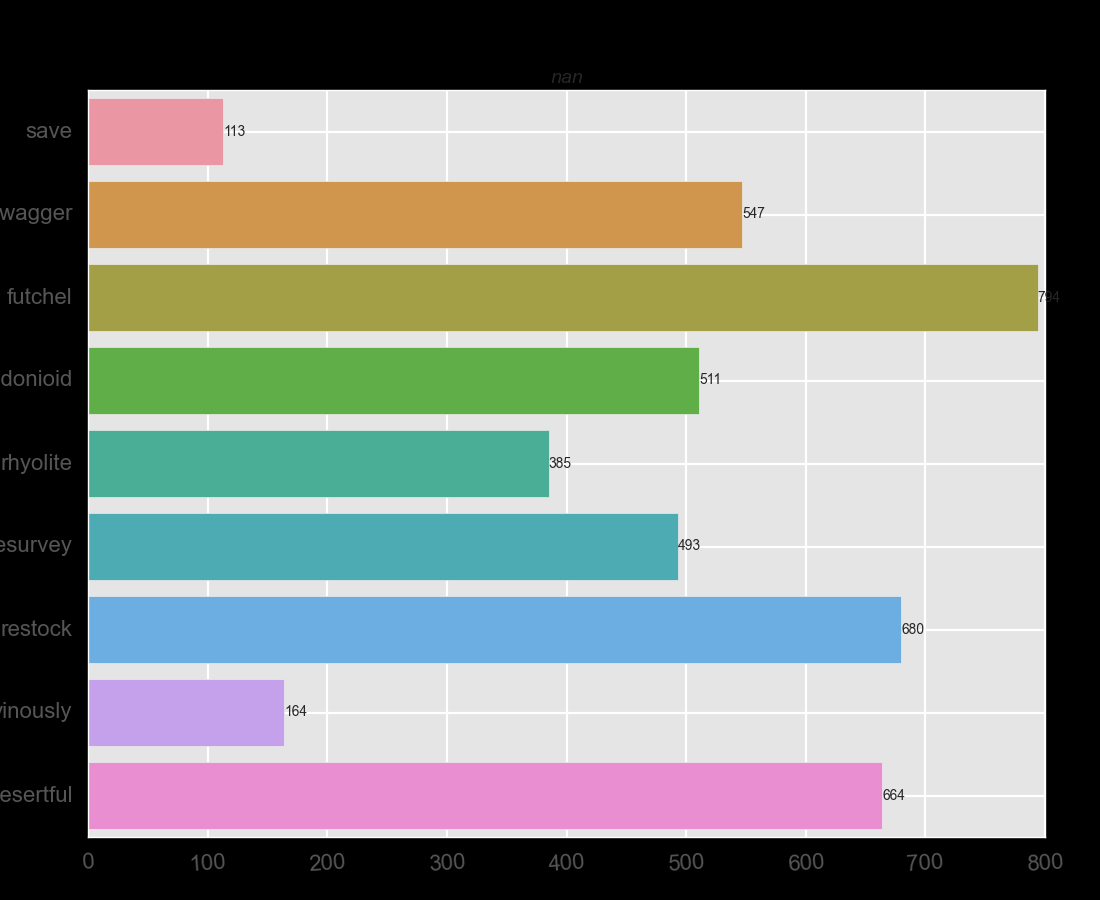 nan
save 113
wagger 547
futchel 794
donioid 511
rhyolite 385
esurvey 493
restock 680
vinously 164
esertful 664
0 100 200 300 400 500 600 700 800